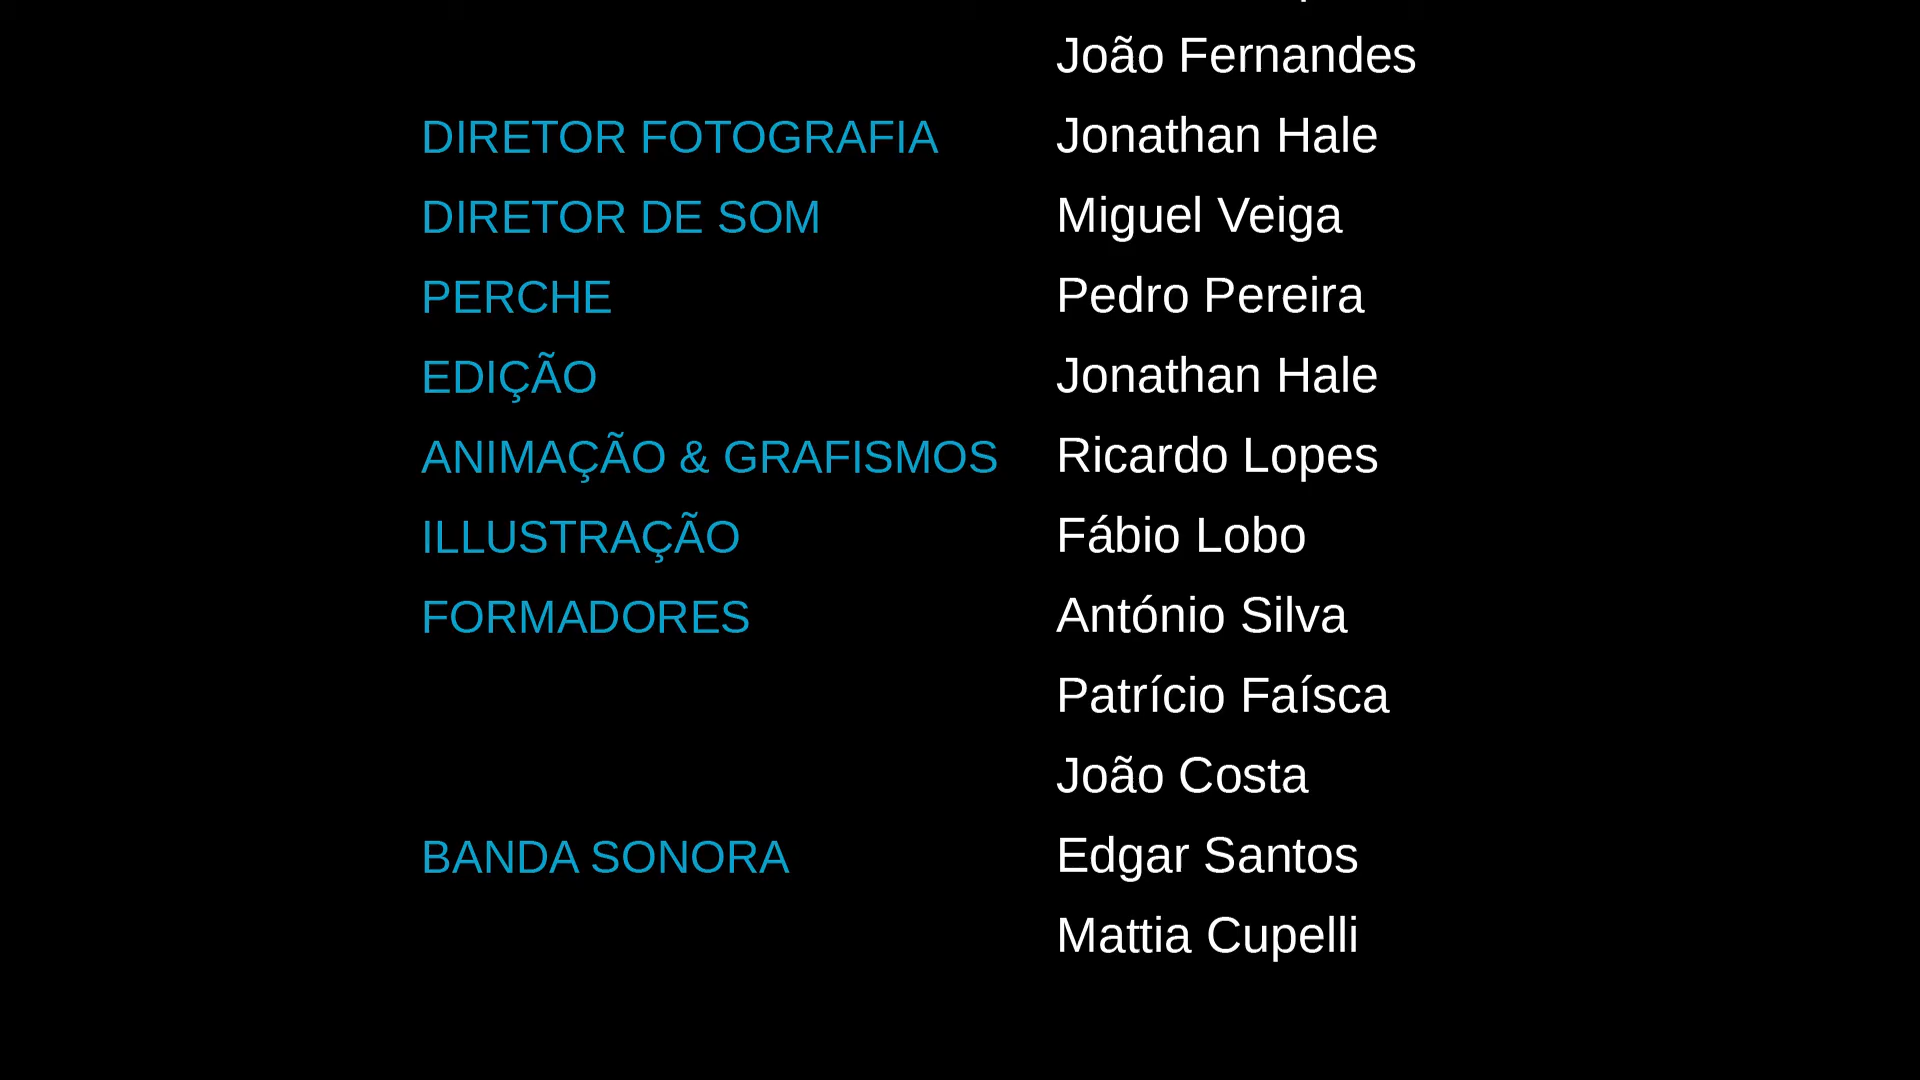 João Fernandes
DIRETOR FOTOGRAFIA Jonathan Hale
DIRETOR DE SOM Miguel Veiga
PERCHE Pedro Pereira
EDIÇÃO Jonathan Hale
ANIMAÇÃO & GRAFISMOS Ricardo Lopes
ILLUSTRAÇÃO Fábio Lobo
FORMADORES António Silva
Patrício Faísca
João Costa
BANDA SONORA Edgar Santos
Mattia Cupelli